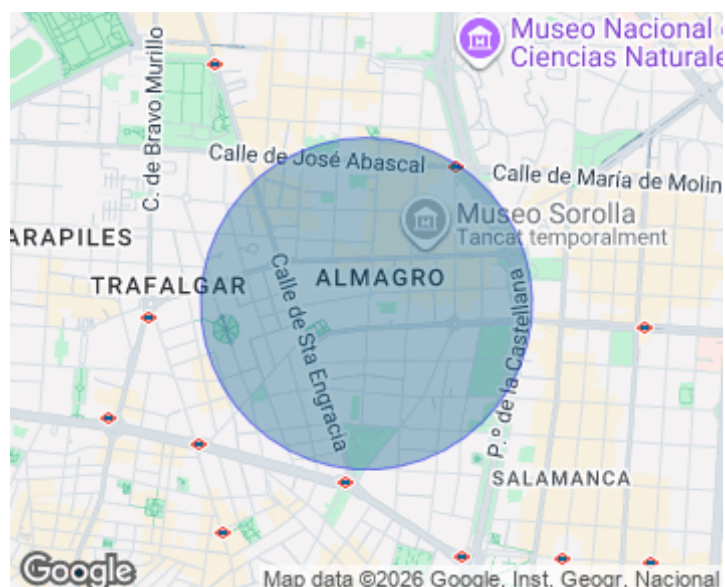 Museo Nacional
Ciencias Naturale
C. de Bravo Murillo
Calle de José Abascal
Calle de María de Molin
Museo Sorolla
Tancat temporalment
ARAPILES
TRAFALGAR
ALMAGRO
Calle de Sta Engracia
P.º de la Castellana
SALAMANCA
Google
Map data ©2026 Google, Inst. Geogr. Nacional